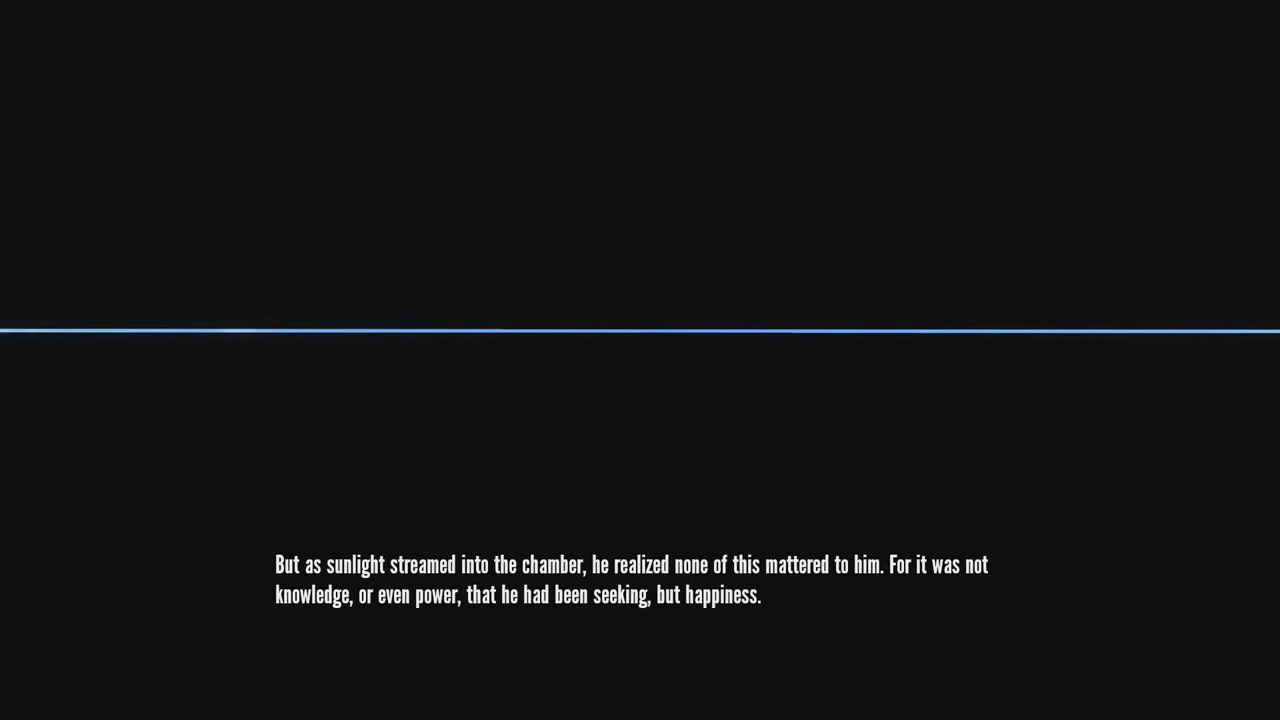 But as sunlight streamed into the chamber, he realized none of this mattered to him. For it was not
knowledge, or even power, that he had been seeking, but happiness.